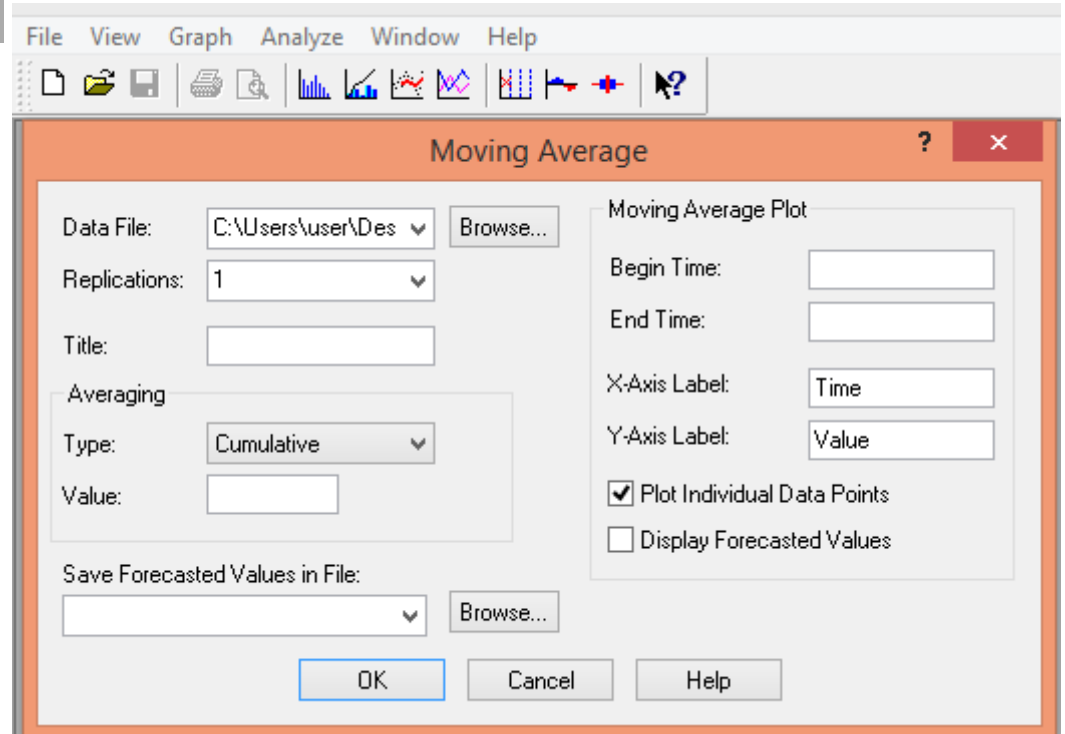 File View Graph Analyze Window Help
?
Moving Average
?
×
Data File:
C:\Users\user\Des
Browse...
Replications:
1
Title:
Averaging
Type:
Cumulative
Value:
Save Forecasted Values in File:
Browse...
Moving Average Plot
Begin Time:
End Time:
X-Axis Label:
Time
Y-Axis Label:
Value
Plot Individual Data Points
Display Forecasted Values
OK
Cancel
Help